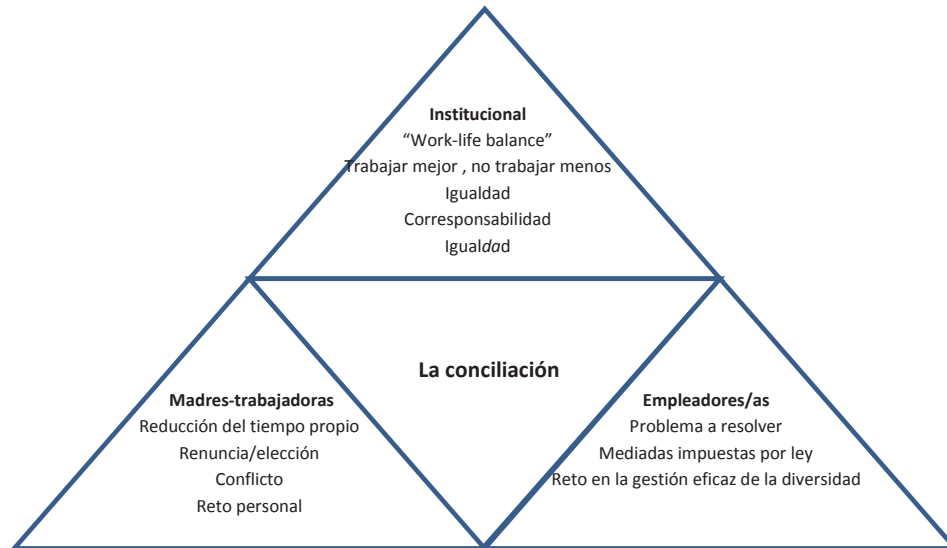 Institucional
“Work-life balance”
Trabajar mejor , no trabajar menos
Igualdad
Corresponsabilidad
Igualdad
La conciliación
Madres-trabajadoras
Reducción del tiempo propio
Renuncia/elección
Conflicto
Reto personal
Empleadores/as
Problema a resolver
Mediadas impuestas por ley
Reto en la gestión eficaz de la diversidad